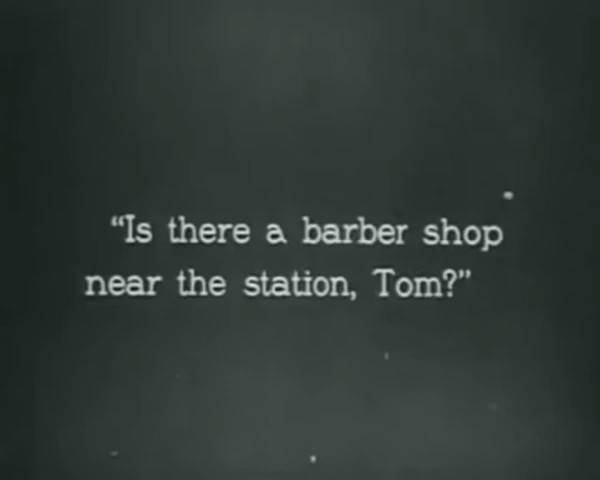 “Is there a barber shop
near the station, Tom?”